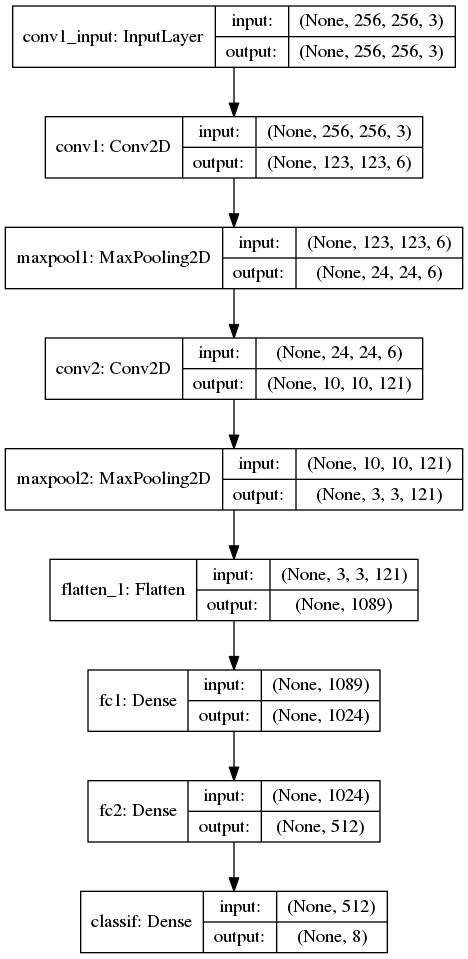 conv1_input: InputLayer
input: (None, 256, 256, 3)
output: (None, 256, 256, 3)
conv1: Conv2D
input: (None, 256, 256, 3)
output: (None, 123, 123, 6)
maxpool1: MaxPooling2D
input: (None, 123, 123, 6)
output: (None, 24, 24, 6)
conv2: Conv2D
input: (None, 24, 24, 6)
output: (None, 10, 10, 121)
maxpool2: MaxPooling2D
input: (None, 10, 10, 121)
output: (None, 3, 3, 121)
flatten_1: Flatten
input: (None, 3, 3, 121)
output: (None, 1089)
fc1: Dense
input: (None, 1089)
output: (None, 1024)
fc2: Dense
input: (None, 1024)
output: (None, 512)
classif: Dense
input: (None, 512)
output: (None, 8)